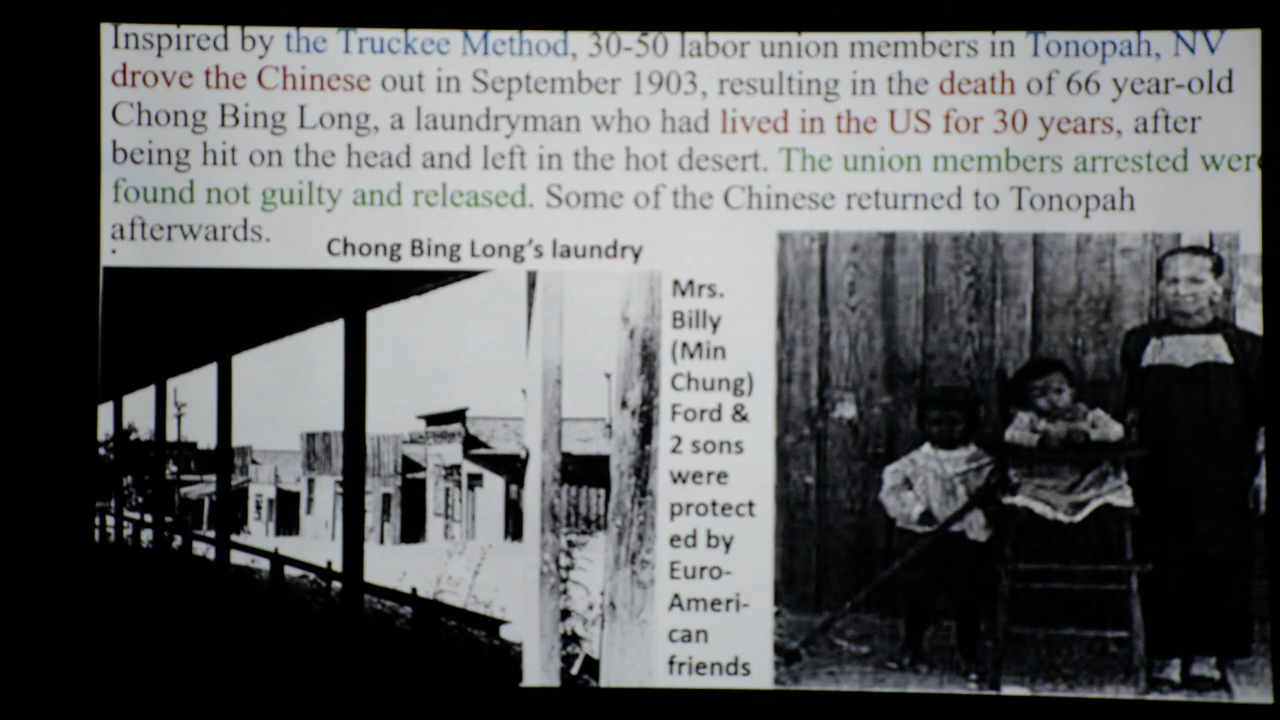 Inspired by the Truckee Method, 30-50 labor union members in Tonopah, NV
drove the Chinese out in September 1903, resulting in the death of 66 year-old
Chong Bing Long, a laundryman who had lived in the US for 30 years, after
being hit on the head and left in the hot desert. The union members arrested were
found not guilty and released. Some of the Chinese returned to Tonopah
afterwards.
Chong Bing Long's laundry
Mrs.
Billy
(Min
Chung)
Ford &
2 sons
were
protect
ed by
Euro-
Ameri-
can
friends